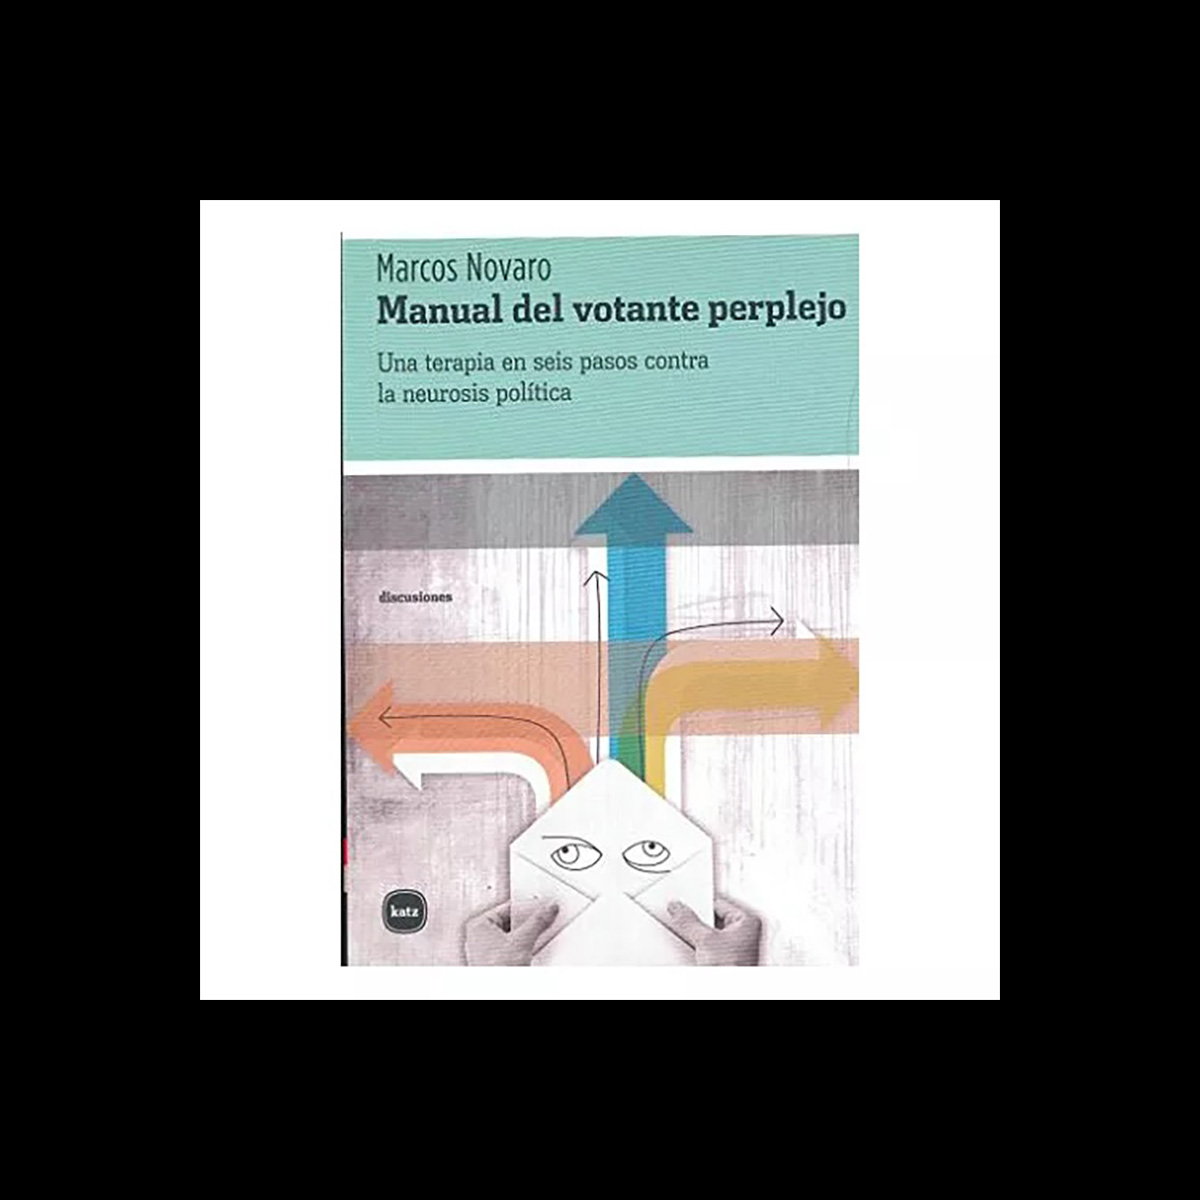 Marcos Novaro
Manual del votante perplejo
Una terapia en seis pasos contra
la neurosis política
discusiones
katz